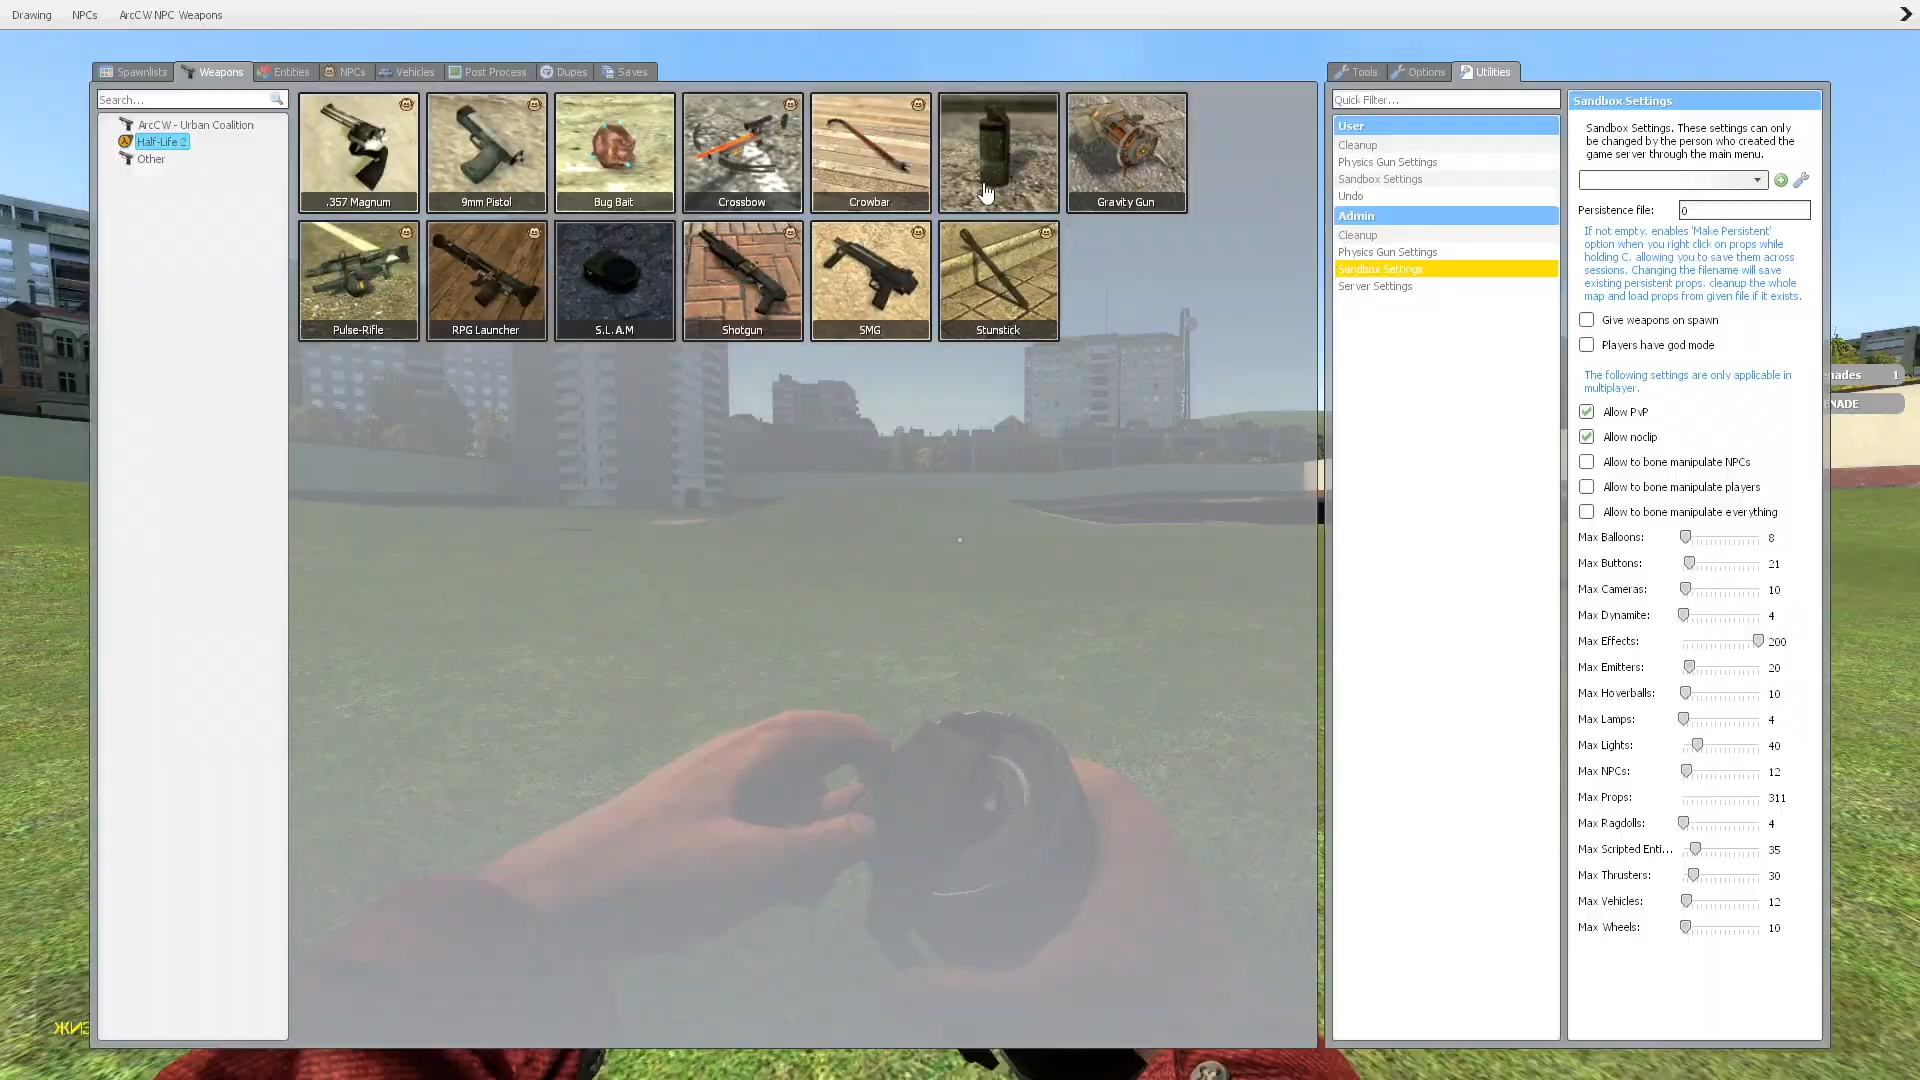 Drawing NPCs ArcCW NPC Weapons
Spawnlists Weapons Entities NPCs Vehicles Post Process Dupes Saves
Search...
ArcCW - Urban Coalition
Half-Life 2
Other
.357 Magnum 9mm Pistol Bug Bait Crossbow Crowbar Gravity Gun
Pulse-Rifle RPG Launcher S.L.A.M Shotgun SMG Stunstick
Tools Options Utilities
Quick Filter...
User
Cleanup
Physics Gun Settings
Sandbox Settings
Undo
Admin
Cleanup
Physics Gun Settings
Sandbox Settings
Server Settings
Sandbox Settings
Sandbox Settings. These settings can only
be changed by the person who created the
game server through the main menu.
Persistence file: 0
If not empty, enables 'Make Persistent'
option when you right click on props while
holding C, allowing you to save them across
sessions. Changing the filename will save
existing persistent props, cleanup the whole
map and load props from given file if it exists.
Give weapons on spawn
Players have god mode
The following settings are only applicable in
multiplayer.
Allow PvP
Allow noclip
Allow to bone manipulate NPCs
Allow to bone manipulate players
Allow to bone manipulate everything
Max Balloons: 8
Max Buttons: 21
Max Cameras: 10
Max Dynamite: 4
Max Effects: 200
Max Emitters: 20
Max Hoverballs: 10
Max Lamps: 4
Max Lights: 40
Max NPCs: 12
Max Props: 311
Max Ragdolls: 4
Max Scripted Enti... 35
Max Thrusters: 30
Max Vehicles: 12
Max Wheels: 10
nades 1
ENADE
ЖИЗ